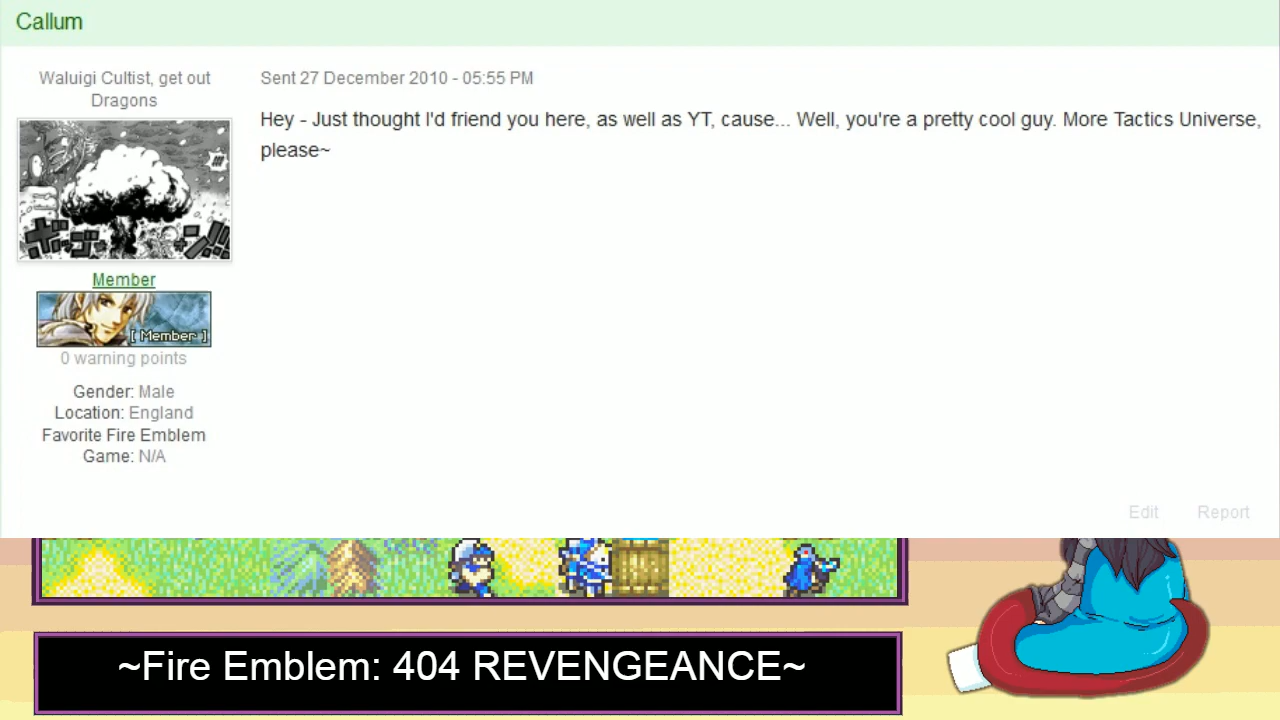 Callum
Waluigi Cultist, get out
Dragons
Sent 27 December 2010 - 05:55 PM
Hey - Just thought I'd friend you here, as well as YT, cause... Well, you're a pretty cool guy. More Tactics Universe,
please~
!!!
Member
[ Member ]
0 warning points
Gender: Male
Location: England
Favorite Fire Emblem
Game: N/A
Edit Report
~Fire Emblem: 404 REVENGEANCE~